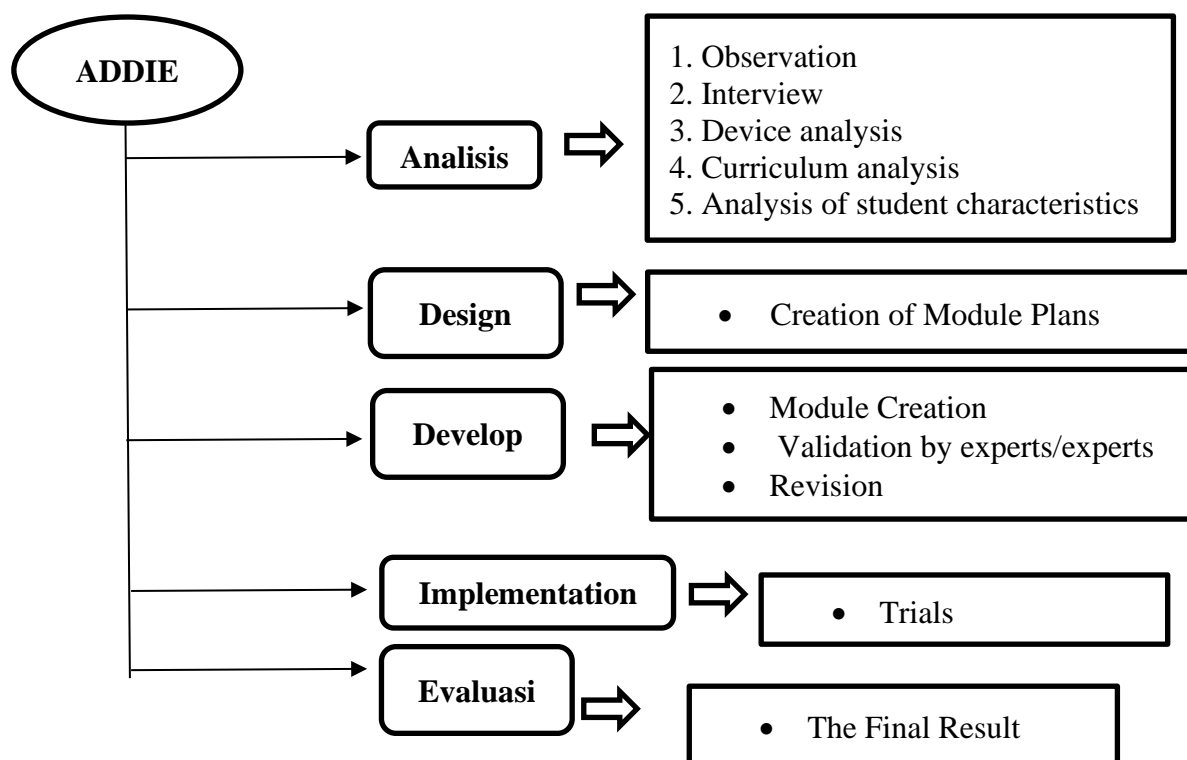 ADDIE
Analisis
1. Observation
2. Interview
3. Device analysis
4. Curriculum analysis
5. Analysis of student characteristics
Design
• Creation of Module Plans
Develop
• Module Creation
• Validation by experts/experts
• Revision
Implementation
• Trials
Evaluasi
• The Final Result